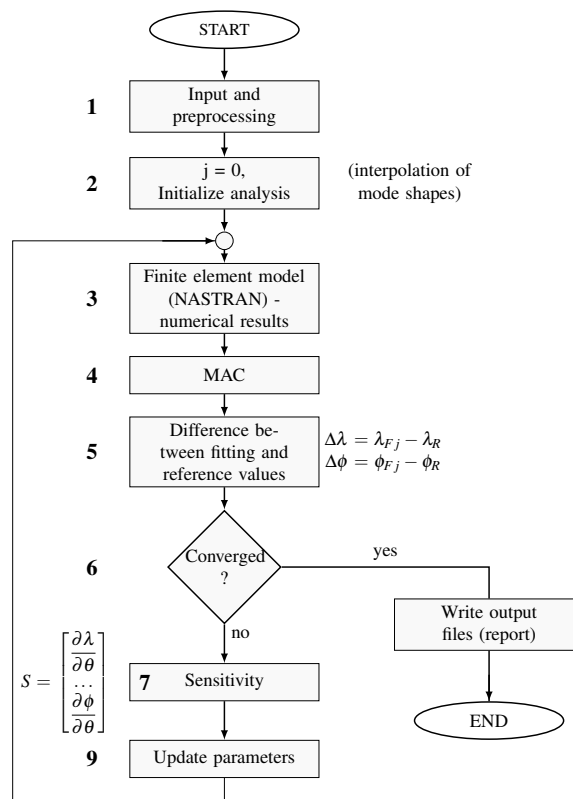 START
1
Input and
preprocessing
2
j = 0,
Initialize analysis
(interpolation of
mode shapes)
3
Finite element model
(NASTRAN) -
numerical results
4
MAC
5
Difference be-
tween fitting and
reference values
Δλ = λ_{F j} − λ_R
Δϕ = ϕ_{F j} − ϕ_R
6
Converged
?
yes
Write output
files (report)
END
no
S = [∂λ/∂θ … ∂ϕ/∂θ]
7
Sensitivity
9
Update parameters